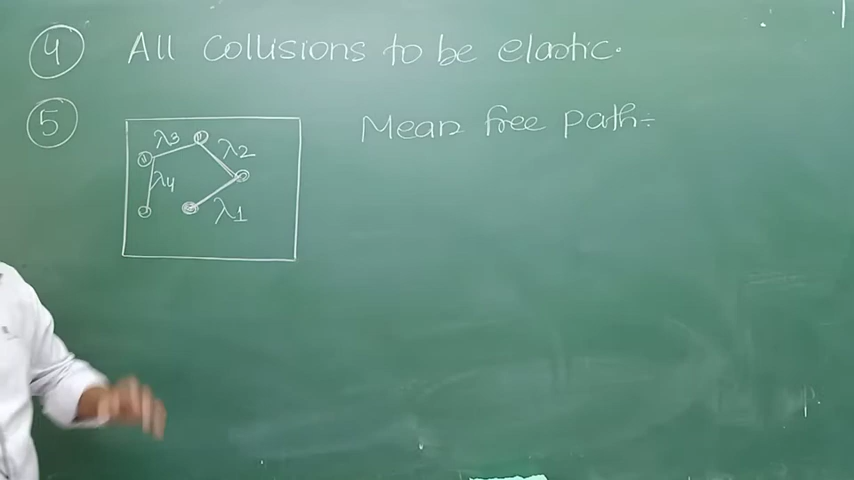 ④ All Collisions to be elastic.
⑤ Mean free path:-
λ3 λ2
λ4
λ1
P.